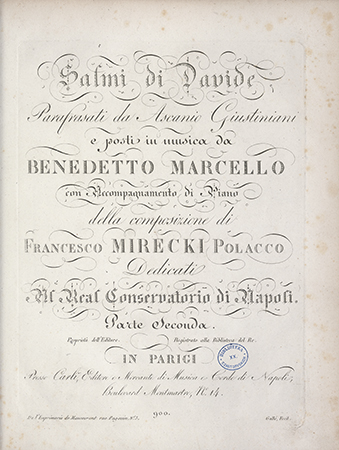 Salmi di Davide
Parafrasati da Ascanio Giustiniani
e posti in musica da
BENEDETTO MARCELLO
con Accompagnamento di Piano
della composizione di
FRANCESCO MIRECKI POLACCO
Dedicati
Al Real Conservatorio di Napoli.
Parte Seconda.
Proprietà dell'Editore. Registrato alla Biblioteca del Re.
IN PARIGI
Presso Carli, Editore e Mercante di Musica e Corde di Napoli,
Boulevard Montmartre, N. 14.
900.